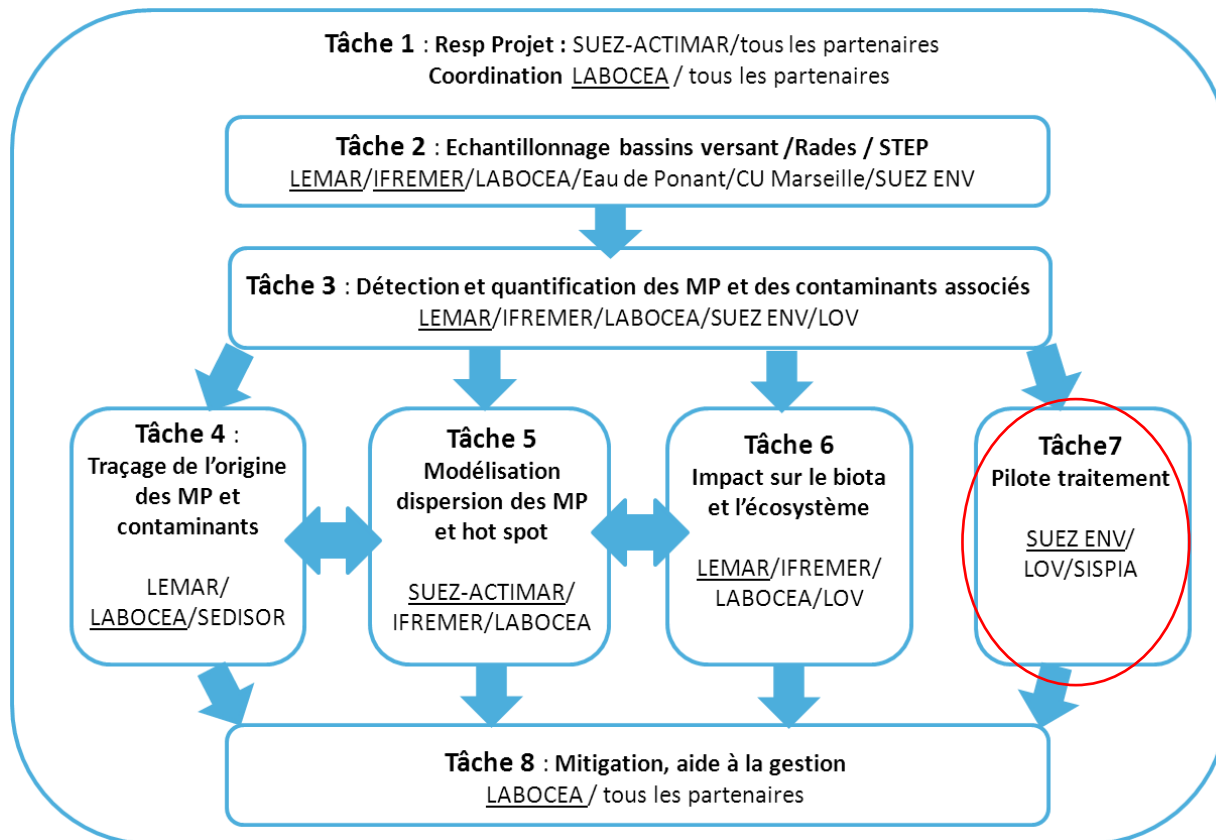 Tâche 1 : Resp Projet : SUEZ-ACTIMAR/tous les partenaires
Coordination LABOCEA / tous les partenaires
Tâche 2 : Echantillonnage bassins versant /Rades / STEP
LEMAR/IFREMER/LABOCEA/Eau de Ponant/CU Marseille/SUEZ ENV
Tâche 3 : Détection et quantification des MP et des contaminants associés
LEMAR/IFREMER/LABOCEA/SUEZ ENV/LOV
Tâche 4 :
Traçage de l'origine
des MP et
contaminants
LEMAR/
LABOCEA/SEDISOR
Tâche 5
Modélisation
dispersion des MP
et hot spot
SUEZ-ACTIMAR/
IFREMER/LABOCEA
Tâche 6
Impact sur le biota
et l'écosystème
LEMAR/IFREMER/
LABOCEA/LOV
Tâche7
Pilote traitement
SUEZ ENV/
LOV/SISPIA
Tâche 8 : Mitigation, aide à la gestion
LABOCEA / tous les partenaires